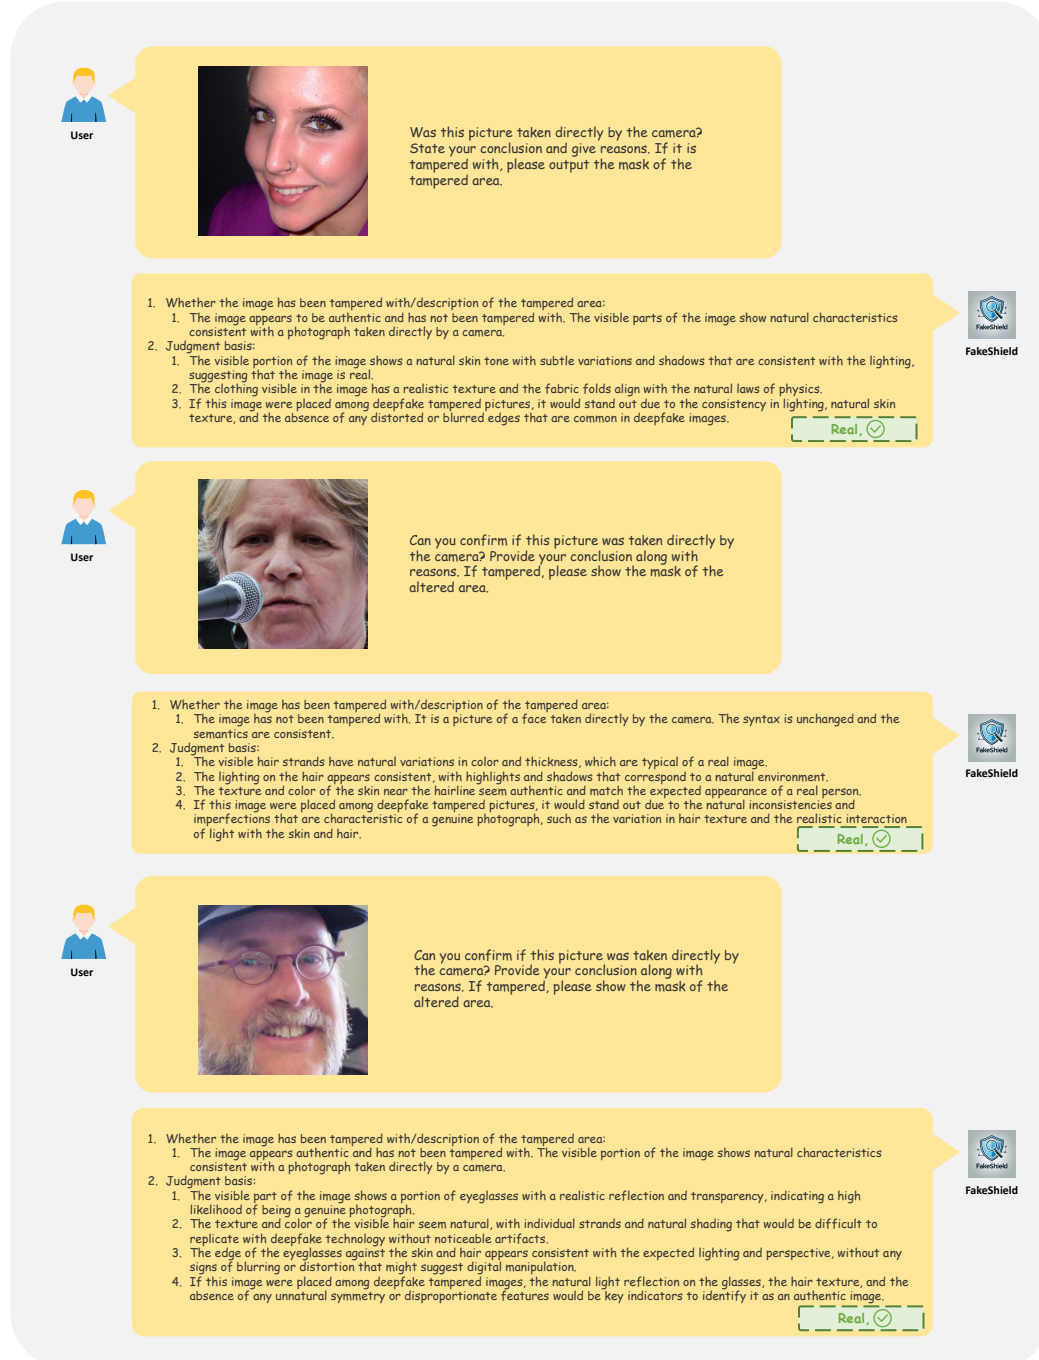 Was this picture taken directly by the camera?
State your conclusion and give reasons. If it is
tampered with, please output the mask of the
tampered area.
User
1. Whether the image has been tampered with/description of the tampered area:
1. The image appears to be authentic and has not been tampered with. The visible parts of the image show natural characteristics
consistent with a photograph taken directly by a camera.
2. Judgment basis:
1. The visible portion of the image shows a natural skin tone with subtle variations and shadows that are consistent with the lighting,
suggesting that the image is real.
2. The clothing visible in the image has a realistic texture and the fabric folds align with the natural laws of physics.
3. If this image were placed among deepfake tampered pictures, it would stand out due to the consistency in lighting, natural skin
texture, and the absence of any distorted or blurred edges that are common in deepfake images.
Real,
FakeShield
FakeShield
Can you confirm if this picture was taken directly by
the camera? Provide your conclusion along with
reasons. If tampered, please show the mask of the
altered area.
User
1. Whether the image has been tampered with/description of the tampered area:
1. The image has not been tampered with. It is a picture of a face taken directly by the camera. The syntax is unchanged and the
semantics are consistent.
2. Judgment basis:
1. The visible hair strands have natural variations in color and thickness, which are typical of a real image.
2. The lighting on the hair appears consistent, with highlights and shadows that correspond to a natural environment.
3. The texture and color of the skin near the hairline seem authentic and match the expected appearance of a real person.
4. If this image were placed among deepfake tampered pictures, it would stand out due to the natural inconsistencies and
imperfections that are characteristic of a genuine photograph, such as the variation in hair texture and the realistic interaction
of light with the skin and hair.
Real,
FakeShield
FakeShield
Can you confirm if this picture was taken directly by
the camera? Provide your conclusion along with
reasons. If tampered, please show the mask of the
altered area.
User
1. Whether the image has been tampered with/description of the tampered area:
1. The image appears authentic and has not been tampered with. The visible portion of the image shows natural characteristics
consistent with a photograph taken directly by a camera.
2. Judgment basis:
1. The visible part of the image shows a portion of eyeglasses with a realistic reflection and transparency, indicating a high
likelihood of being a genuine photograph.
2. The texture and color of the visible hair seem natural, with individual strands and natural shading that would be difficult to
replicate with deepfake technology without noticeable artifacts.
3. The edge of the eyeglasses against the skin and hair appears consistent with the expected lighting and perspective, without any
signs of blurring or distortion that might suggest digital manipulation.
4. If this image were placed among deepfake tampered images, the natural light reflection on the glasses, the hair texture, and the
absence of any unnatural symmetry or disproportionate features would be key indicators to identify it as an authentic image.
Real,
FakeShield
FakeShield